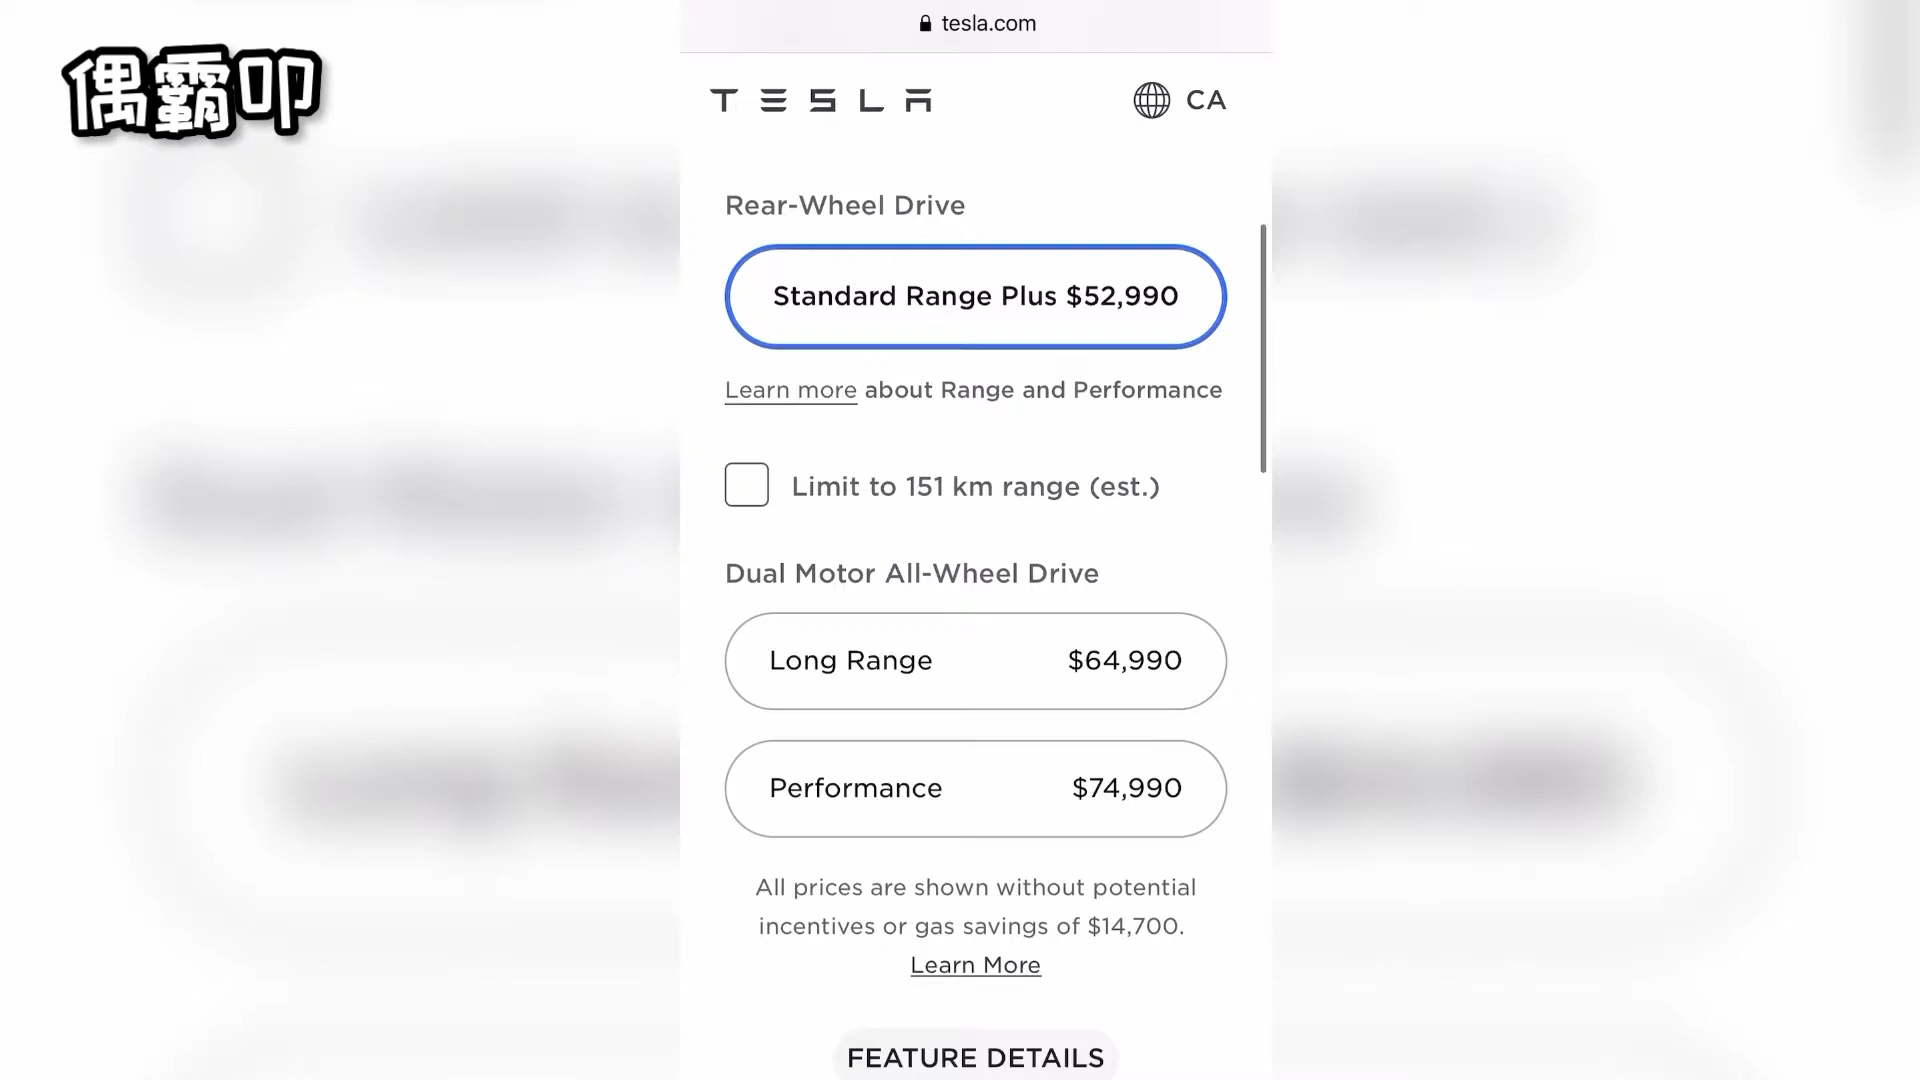 偶霸叩
tesla.com
TESLA
CA
Rear-Wheel Drive
Standard Range Plus $52,990
Learn more about Range and Performance
Limit to 151 km range (est.)
Dual Motor All-Wheel Drive
Long Range $64,990
Performance $74,990
All prices are shown without potential
incentives or gas savings of $14,700.
Learn More
FEATURE DETAILS